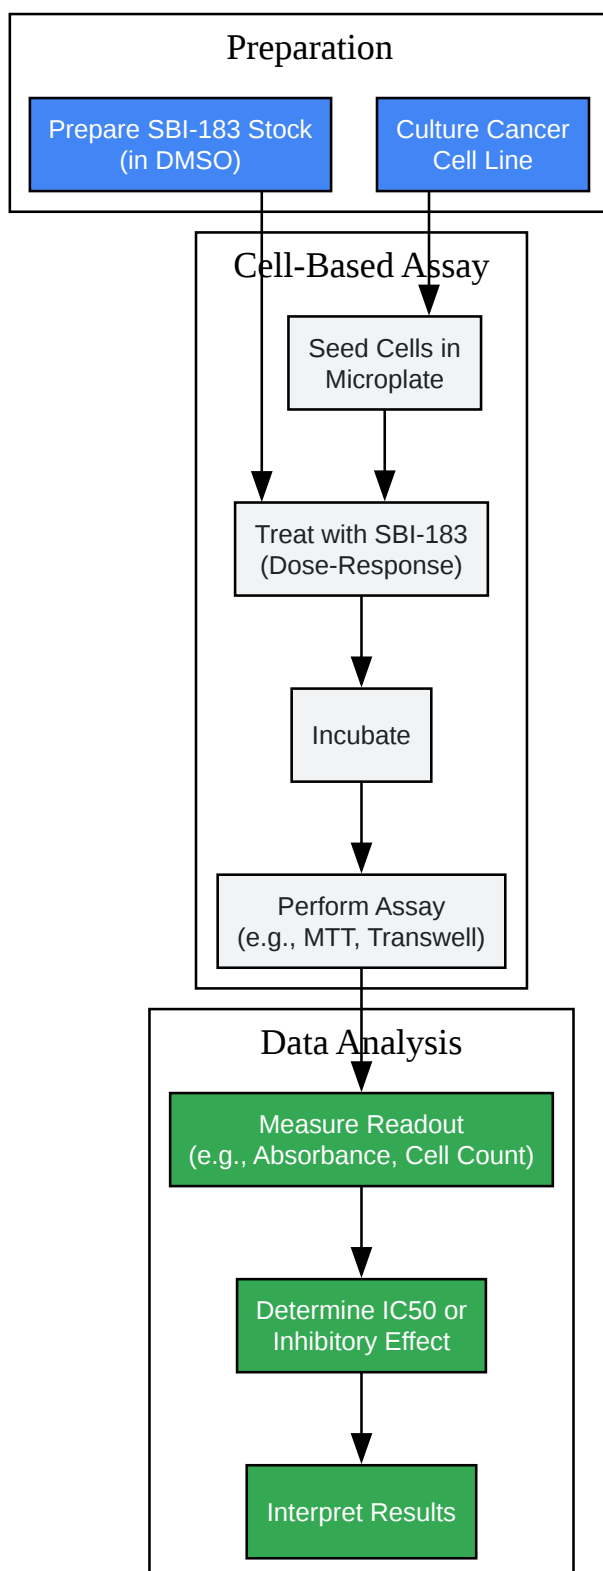 Preparation
Prepare SBI-183 Stock
(in DMSO)
Culture Cancer
Cell Line
Cell-Based Assay
Seed Cells in
Microplate
Treat with SBI-183
(Dose-Response)
Incubate
Perform Assay
(e.g., MTT, Transwell)
Data Analysis
Measure Readout
(e.g., Absorbance, Cell Count)
Determine IC50 or
Inhibitory Effect
Interpret Results